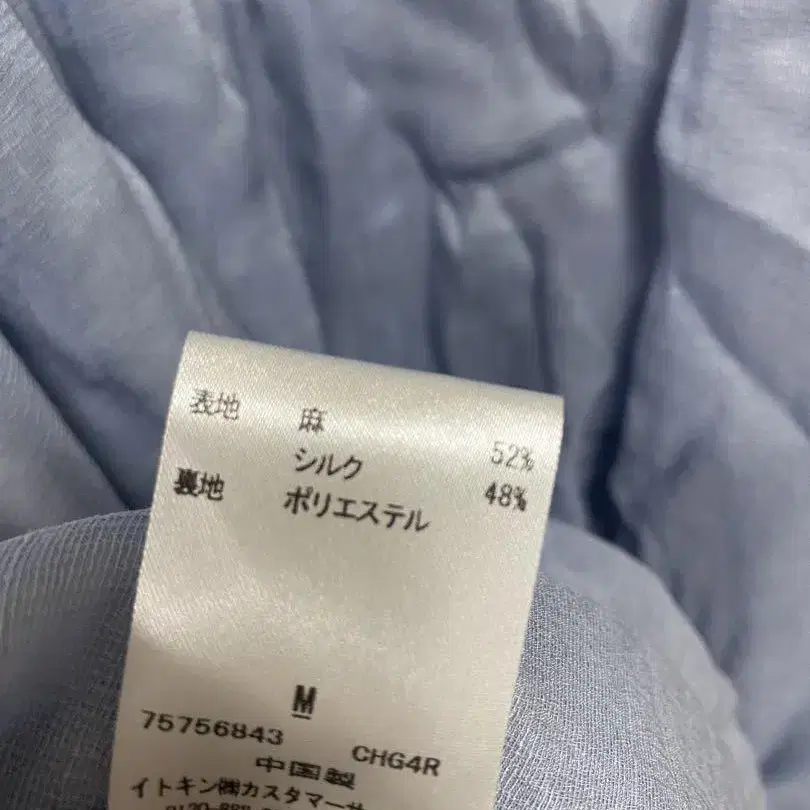 表地 麻 52%
シルク 48%
裏地 ポリエステル
M
75756843 CHG4R
中国製
イトキン㈱カスタマーサ